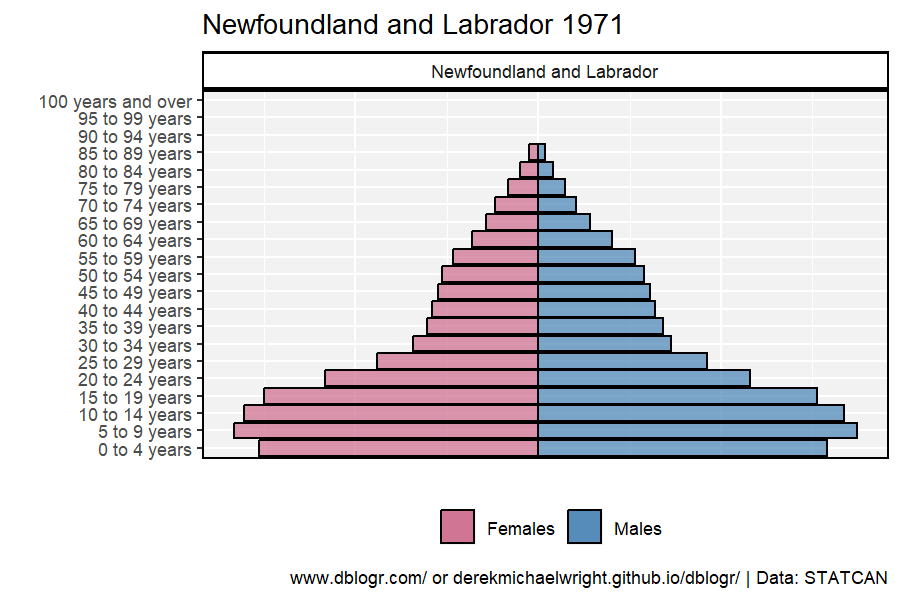 Newfoundland and Labrador 1971
Newfoundland and Labrador
100 years and over
95 to 99 years
90 to 94 years
85 to 89 years
80 to 84 years
75 to 79 years
70 to 74 years
65 to 69 years
60 to 64 years
55 to 59 years
50 to 54 years
45 to 49 years
40 to 44 years
35 to 39 years
30 to 34 years
25 to 29 years
20 to 24 years
15 to 19 years
10 to 14 years
5 to 9 years
0 to 4 years
Females Males
www.dblogr.com/ or derekmichaelwright.github.io/dblogr/ | Data: STATCAN